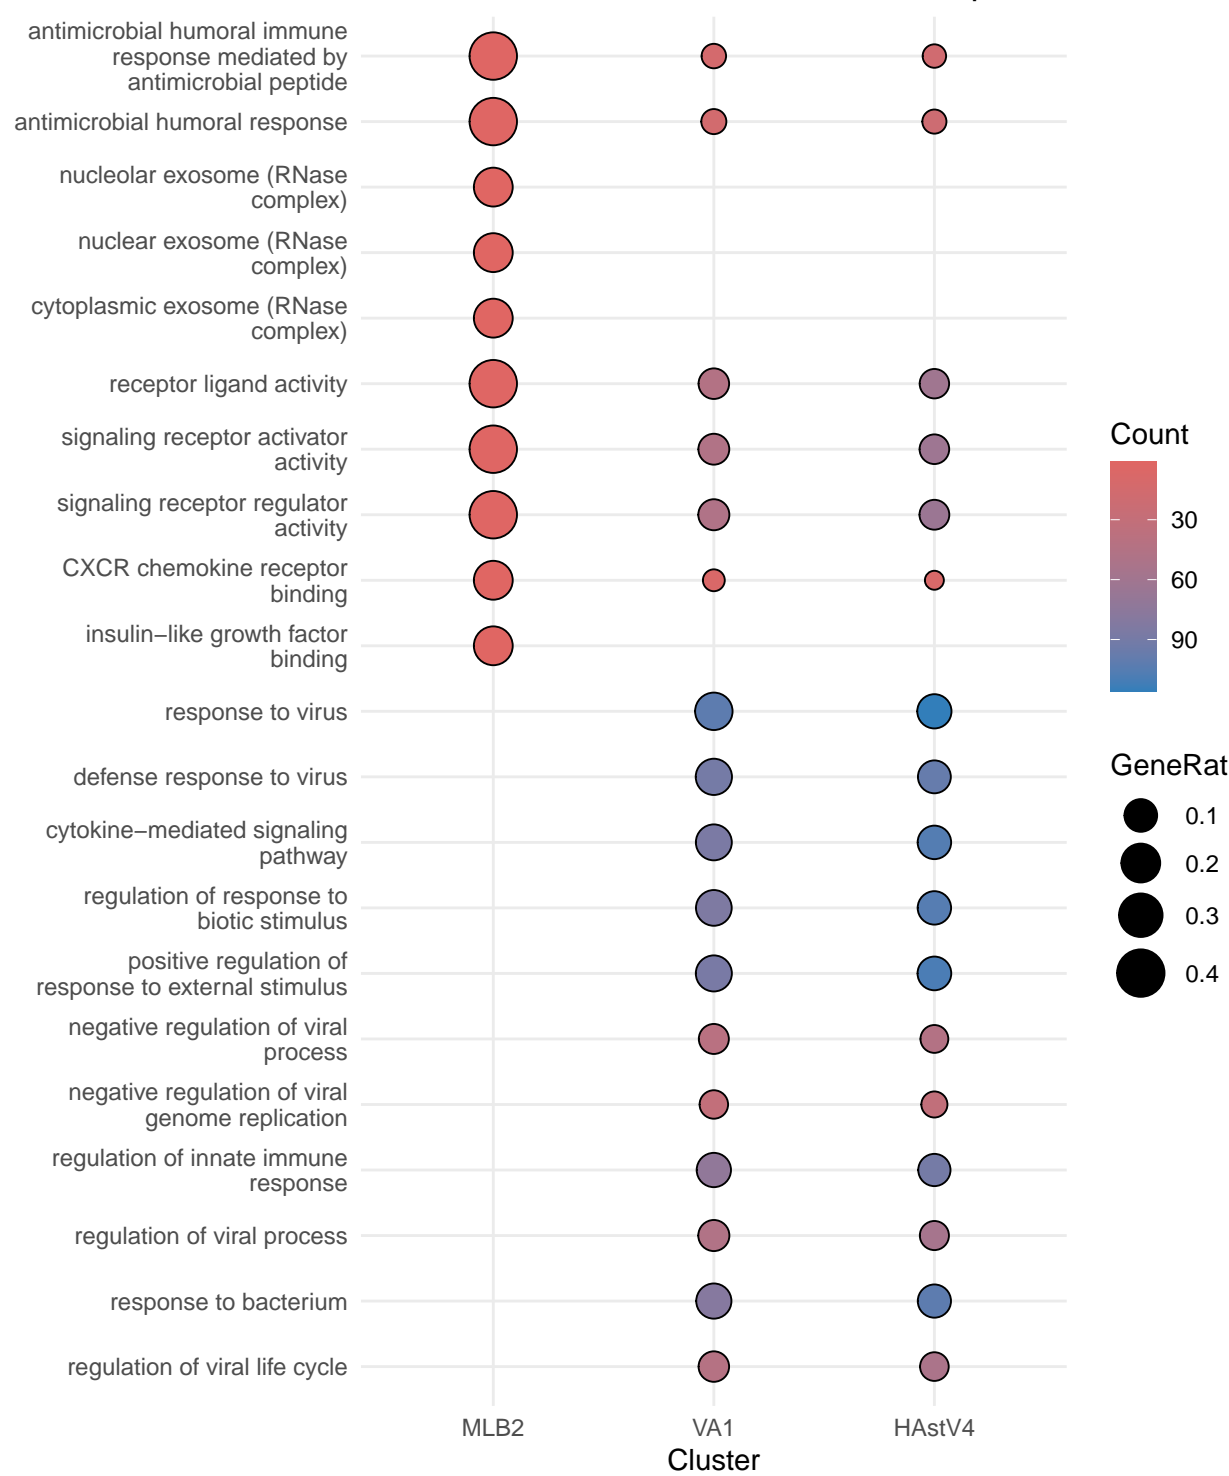 antimicrobial humoral immune
response mediated by
antimicrobial peptide
antimicrobial humoral response
nucleolar exosome (RNase
complex)
nuclear exosome (RNase
complex)
cytoplasmic exosome (RNase
complex)
receptor ligand activity
signaling receptor activator
activity
signaling receptor regulator
activity
CXCR chemokine receptor
binding
insulin−like growth factor
binding
response to virus
defense response to virus
cytokine−mediated signaling
pathway
regulation of response to
biotic stimulus
positive regulation of
response to external stimulus
negative regulation of viral
process
negative regulation of viral
genome replication
regulation of innate immune
response
regulation of viral process
response to bacterium
regulation of viral life cycle
MLB2
VA1
HAstV4
Cluster
Count
30
60
90
GeneRat
0.1
0.2
0.3
0.4